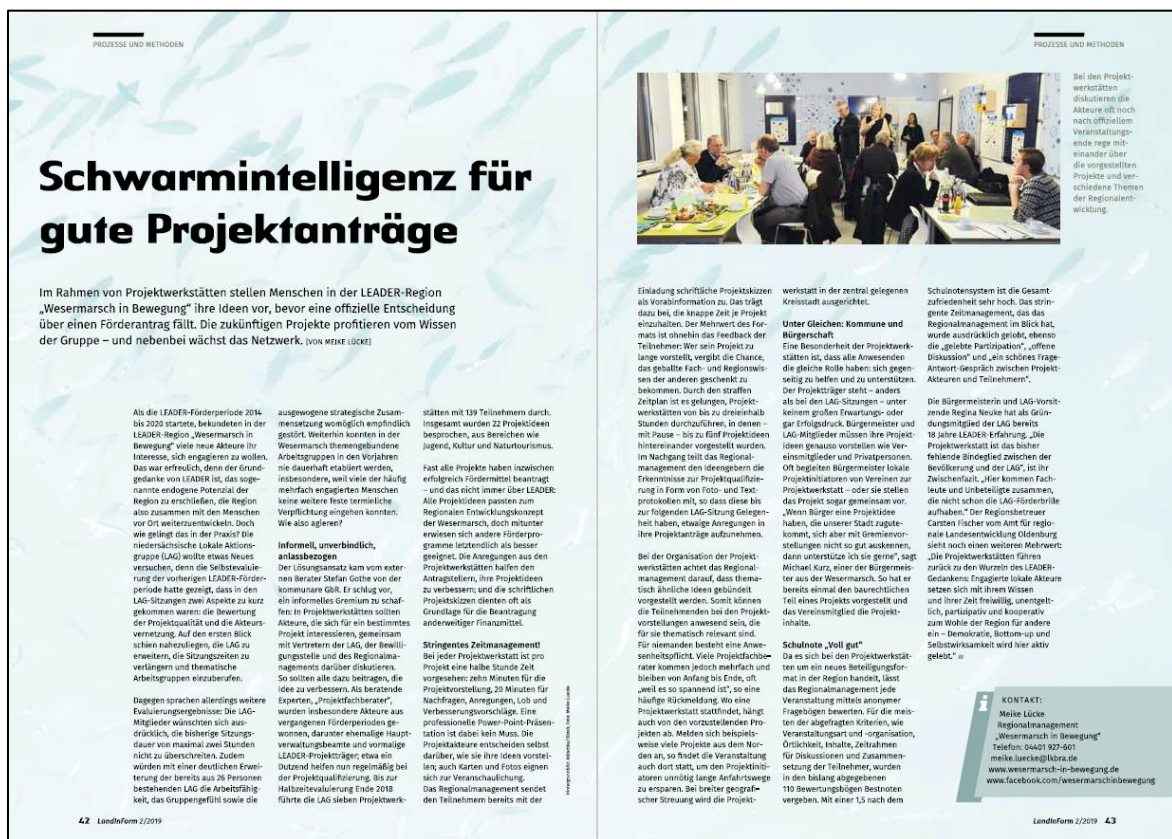 PROZESSE UND METHODEN
Schwarmintelligenz für
gute Projektanträge
Im Rahmen von Projektwerkstätten stellen Menschen in der LEADER-Region
„Wesermarsch in Bewegung“ ihre Ideen vor, bevor eine offizielle Entscheidung
über einen Förderantrag fällt. Die zukünftigen Projekte profitieren vom Wissen
der Gruppe – und nebenbei wächst das Netzwerk. [VON MEIKE LÜCKE]
Als die LEADER-Förderperiode 2014
bis 2020 startete, bekundeten in der
LEADER-Region „Wesermarsch in
Bewegung“ viele neue Akteure ihr
Interesse, sich engagieren zu wollen.
Das war erfreulich, denn der Grund-
gedanke von LEADER ist, das soge-
nannte endogene Potenzial der
Region zu erschließen, die Region
also zusammen mit den Menschen
vor Ort weiterzuentwickeln. Doch
wie gelingt das in der Praxis? Die
niedersächsische Lokale Aktions-
gruppe (LAG) wollte etwas Neues
versuchen, denn die Selbstevaluie-
rung der vorherigen LEADER-Förder-
periode hatte gezeigt, dass in den
LAG-Sitzungen zwei Aspekte zu kurz
gekommen waren: die Bewertung
der Projektqualität und die Akteurs-
vernetzung. Auf den ersten Blick
schien naheliegend, die LAG zu
erweitern, die Sitzungszeiten zu
verlängern und thematische
Arbeitsgruppen einzuberufen.
Dagegen sprachen allerdings weitere
Evaluierungsergebnisse: Die LAG-
Mitglieder wünschten sich aus-
drücklich, die bisherige Sitzungs-
dauer von maximal zwei Stunden
nicht zu überschreiten. Zudem
würden mit einer deutlichen Erwei-
terung der bereits aus 26 Personen
bestehenden LAG die Arbeitsfähig-
keit, das Gruppengefühl sowie die
ausgewogene strategische Zusam-
mensetzung womöglich empfindlich
gestört. Weiterhin konnten in der
Wesermarsch themengebundene
Arbeitsgruppen in den Vorjahren
nie dauerhaft etabliert werden,
insbesondere, weil viele der häufig
mehrfach engagierten Menschen
keine weitere feste terminliche
Verpflichtung eingehen konnten.
Wie also agieren?
Informell, unverbindlich,
anlassbezogen
Der Lösungsansatz kam vom exter-
nen Berater Stefan Gothe von der
kommunare GbR. Er schlug vor,
ein informelles Gremium zu schaf-
fen: In Projektwerkstätten sollten
Akteure, die sich für ein bestimmtes
Projekt interessieren, gemeinsam
mit Vertretern der LAG, der Bewilli-
gungsstelle und des Regionalma-
nagements darüber diskutieren.
So sollten alle dazu beitragen, die
Idee zu verbessern. Als beratende
Experten, „Projektfachberater“,
wurden insbesondere Akteure aus
vergangenen Förderperioden ge-
wonnen, darunter ehemalige Haupt-
verwaltungsbeamte und vormalige
LEADER-Projektträger; etwa ein
Dutzend helfen nun regelmäßig bei
der Projektqualifizierung. Bis zur
Halbzeitevaluierung Ende 2018
führte die LAG sieben Projektwerk-
stätten mit 139 Teilnehmern durch.
Insgesamt wurden 22 Projektideen
besprochen, aus Bereichen wie
Jugend, Kultur und Naturtourismus.
Fast alle Projekte haben inzwischen
erfolgreich Fördermittel beantragt
– und das nicht immer über LEADER:
Alle Projektideen passten zum
Regionalen Entwicklungskonzept
der Wesermarsch, doch mitunter
erwiesen sich andere Förderpro-
gramme letztendlich als besser
geeignet. Die Anregungen aus den
Projektwerkstätten halfen den
Antragstellern, ihre Projektideen
zu verbessern; und die schriftlichen
Projektskizzen dienten oft als
Grundlage für die Beantragung
anderweitiger Finanzmittel.
Stringentes Zeitmanagement!
Bei jeder Projektwerkstatt ist pro
Projekt eine halbe Stunde Zeit
vorgesehen: zehn Minuten für die
Projektvorstellung, 20 Minuten für
Nachfragen, Anregungen, Lob und
Verbesserungsvorschläge. Eine
professionelle Power-Point-Präsen-
tation ist dabei kein Muss. Die
Projektakteure entscheiden selbst
darüber, wie sie ihre Ideen vorstel-
len; auch Karten und Fotos eignen
sich zur Veranschaulichung.
Das Regionalmanagement sendet
den Teilnehmern bereits mit der
42 LandInForm 2/2019
PROZESSE UND METHODEN
Bei den Projekt-
werkstätten
diskutieren die
Akteure oft noch
nach offiziellem
Veranstaltungs-
ende rege mit-
einander über
die vorgestellten
Projekte und ver-
schiedene Themen
der Regionalent-
wicklung.
Einladung schriftliche Projektskizzen
als Vorabinformation zu. Das trägt
dazu bei, die knappe Zeit je Projekt
einzuhalten. Der Mehrwert des For-
mats ist ohnehin das Feedback der
Teilnehmer: Wer sein Projekt zu
lange vorstellt, vergibt die Chance,
das geballte Fach- und Regionswis-
sen der anderen geschenkt zu
bekommen. Durch den straffen
Zeitplan ist es gelungen, Projekt-
werkstätten von bis zu dreieinhalb
Stunden durchzuführen, in denen –
mit Pause – bis zu fünf Projektideen
hintereinander vorgestellt wurden.
Im Nachgang teilt das Regional-
management den Ideengebern die
Erkenntnisse zur Projektqualifizie-
rung in Form von Foto- und Text-
protokollen mit, so dass diese bis
zur folgenden LAG-Sitzung Gelegen-
heit haben, etwaige Anregungen in
ihre Projektanträge aufzunehmen.
Bei der Organisation der Projekt-
werkstätten achtet das Regional-
management darauf, dass thema-
tisch ähnliche Ideen gebündelt
vorgestellt werden. Somit können
die Teilnehmenden bei den Projekt-
vorstellungen anwesend sein, die
für sie thematisch relevant sind.
Für niemanden besteht eine Anwe-
senheitspflicht. Viele Projektfachbe-
rater kommen jedoch mehrfach und
bleiben von Anfang bis Ende, oft
„weil es so spannend ist“, so eine
häufige Rückmeldung. Wo eine
Projektwerkstatt stattfindet, hängt
auch von den vorzustellenden Pro-
jekten ab. Melden sich beispiels-
weise viele Projekte aus dem Nor-
den an, so findet die Veranstaltung
auch dort statt, um den Projektiniti-
atoren unnötig lange Anfahrtswege
zu ersparen. Bei breiter geografi-
scher Streuung wird die Projekt-
werkstatt in der zentral gelegenen
Kreisstadt ausgerichtet.
Unter Gleichen: Kommune und
Bürgerschaft
Eine Besonderheit der Projektwerk-
stätten ist, dass alle Anwesenden
die gleiche Rolle haben: sich gegen-
seitig zu helfen und zu unterstützen.
Der Projektträger steht – anders
als bei den LAG-Sitzungen – unter
keinem großen Erwartungs- oder
gar Erfolgsdruck. Bürgermeister und
LAG-Mitglieder müssen ihre Projekt-
ideen genauso vorstellen wie Ver-
einsmitglieder und Privatpersonen.
Oft begleiten Bürgermeister lokale
Projektinitiatoren von Vereinen zur
Projektwerkstatt – oder sie stellen
das Projekt sogar gemeinsam vor.
„Wenn Bürger eine Projektidee
haben, die unserer Stadt zugute-
kommt, sich aber mit Gremienvor-
stellungen nicht so gut auskennen,
dann unterstütze ich sie gerne“, sagt
Michael Kurz, einer der Bürgermeis-
ter aus der Wesermarsch. So hat er
bereits einmal den baurechtlichen
Teil eines Projekts vorgestellt und
das Vereinsmitglied die Projekt-
inhalte.
Schulnote „Voll gut“
Da es sich bei den Projektwerkstät-
ten um ein neues Beteiligungsfor-
mat in der Region handelt, lässt
das Regionalmanagement jede
Veranstaltung mittels anonymer
Fragebögen bewerten. Für die meis-
ten der abgefragten Kriterien, wie
Veranstaltungsart und -organisation,
Örtlichkeit, Inhalte, Zeitrahmen
für Diskussionen und Zusammen-
setzung der Teilnehmer, wurden
in den bislang abgegebenen
110 Bewertungsbögen Bestnoten
vergeben. Mit einer 1,5 nach dem
Schulnotensystem ist die Gesamt-
zufriedenheit sehr hoch. Das strin-
gente Zeitmanagement, das das
Regionalmanagement im Blick hat,
wurde ausdrücklich gelobt, ebenso
die „gelebte Partizipation“, „offene
Diskussion“ und „ein schönes Frage-
Antwort-Gespräch zwischen Projekt-
Akteuren und Teilnehmern“.
Die Bürgermeisterin und LAG-Vorsit-
zende Regina Neuke hat als Grün-
dungsmitglied der LAG bereits
18 Jahre LEADER-Erfahrung. „Die
Projektwerkstatt ist das bisher
fehlende Bindeglied zwischen der
Bevölkerung und der LAG“, ist ihr
Zwischenfazit. „Hier kommen Fach-
leute und Unbeteiligte zusammen,
die nicht schon die LAG-Förderbrille
aufhaben.“ Der Regionsbetreuer
Carsten Fischer vom Amt für regio-
nale Landesentwicklung Oldenburg
sieht noch einen weiteren Mehrwert:
„Die Projektwerkstätten führen
zurück zu den Wurzeln des LEADER-
Gedankens: Engagierte lokale Akteure
setzen sich mit ihrem Wissen
und ihrer Zeit freiwillig, unentgelt-
lich, partizipativ und kooperativ
zum Wohle der Region für andere
ein – Demokratie, Bottom-up und
Selbstwirksamkeit wird hier aktiv
gelebt.“
i
KONTAKT:
Meike Lücke
Regionalmanagement
„Wesermarsch in Bewegung“
Telefon: 04401 927-601
meike.luecke@lkbra.de
www.wesermarsch-in-bewegung.de
www.facebook.com/wesermarschinbewegung
LandInForm 2/2019 43